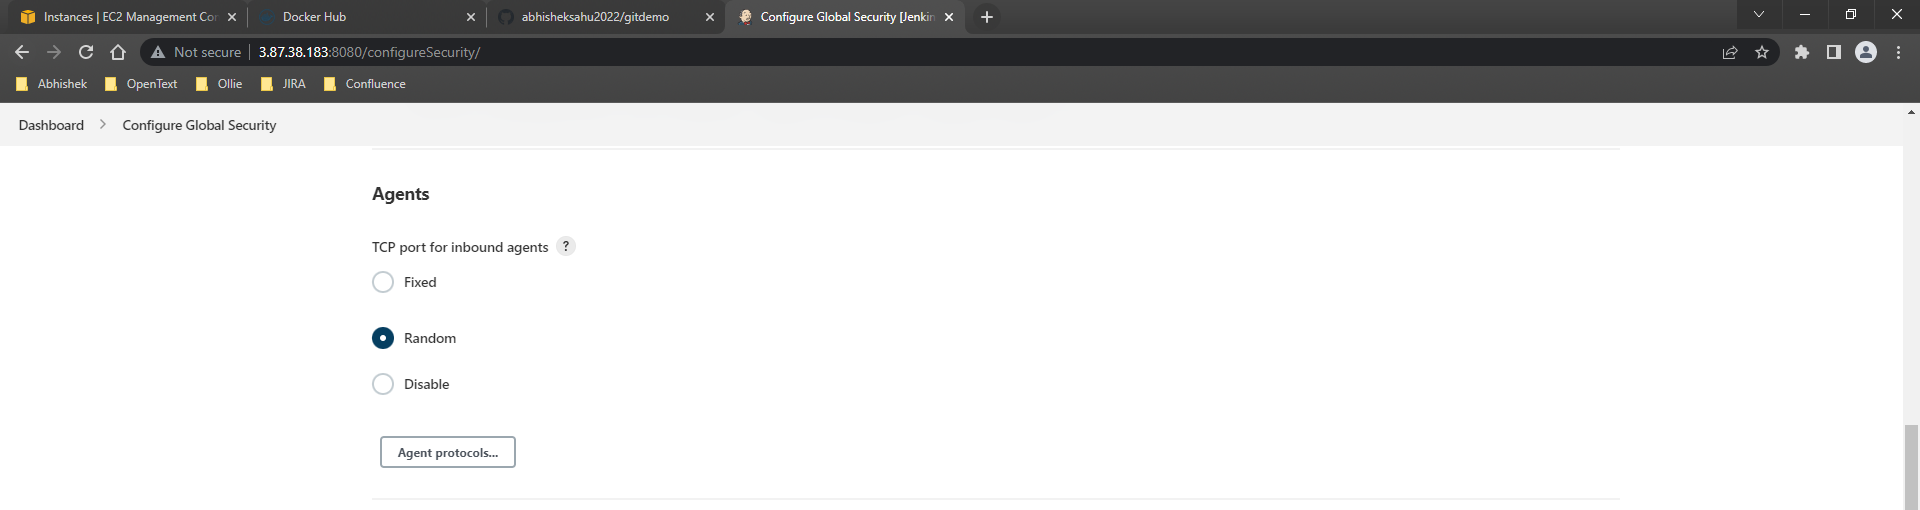 Instances | EC2 Management Con
Docker Hub
abhisheksahu2022/gitdemo
Configure Global Security [Jenkin
Not secure
3.87.38.183:8080/configureSecurity/
Abhishek
OpenText
Ollie
JIRA
Confluence
Dashboard
Configure Global Security
Agents
TCP port for inbound agents ?
Fixed
Random
Disable
Agent protocols...